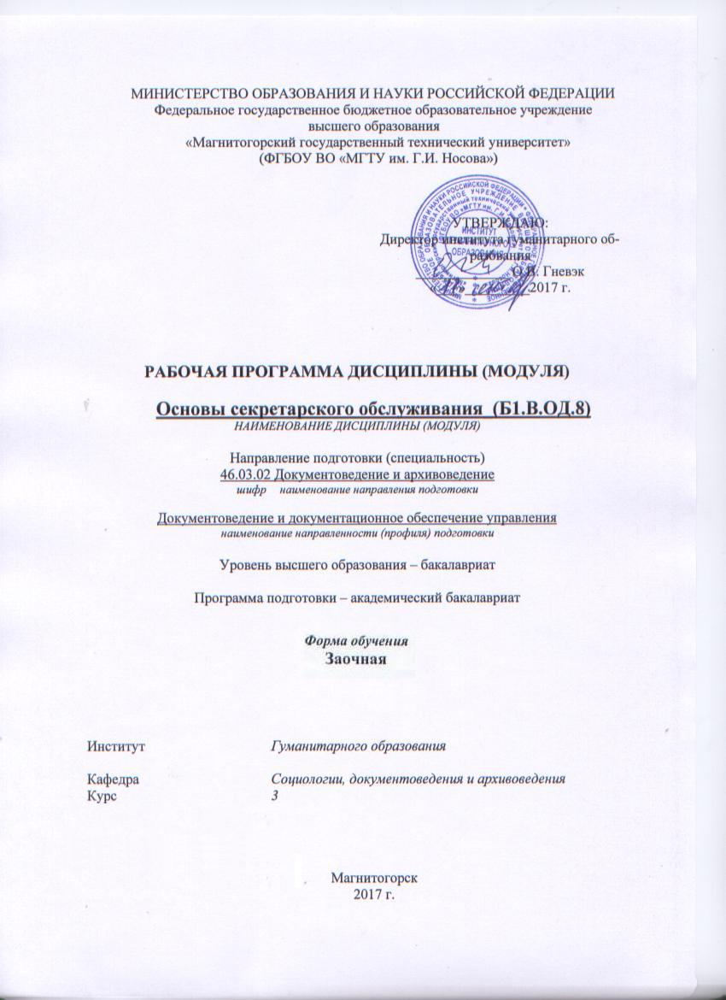 МИНИСТЕРСТВО ОБРАЗОВАНИЯ И НАУКИ РОССИЙСКОЙ ФЕДЕРАЦИИ
Федеральное государственное бюджетное образовательное учреждение
высшего образования
«Магнитогорский государственный технический университет»
(ФГБОУ ВО «МГТУ им. Г.И. Носова»)
УТВЕРЖДАЮ:
Директор института гуманитарного об-
разования
О.В. Гневэк
2017 г.
РАБОЧАЯ ПРОГРАММА ДИСЦИПЛИНЫ (МОДУЛЯ)
Основы секретарского обслуживания (Б1.В.ОД.8)
НАИМЕНОВАНИЕ ДИСЦИПЛИНЫ (МОДУЛЯ)
Направление подготовки (специальность)
46.03.02 Документоведение и архивоведение
шифр наименование направления подготовки
Документоведение и документационное обеспечение управления
наименование направленности (профиля) подготовки
Уровень высшего образования – бакалавриат
Программа подготовки – академический бакалавриат
Форма обучения
Заочная
Институт Гуманитарного образования
Кафедра Социологии, документоведения и архивоведения
Курс 3
Магнитогорск
2017 г.